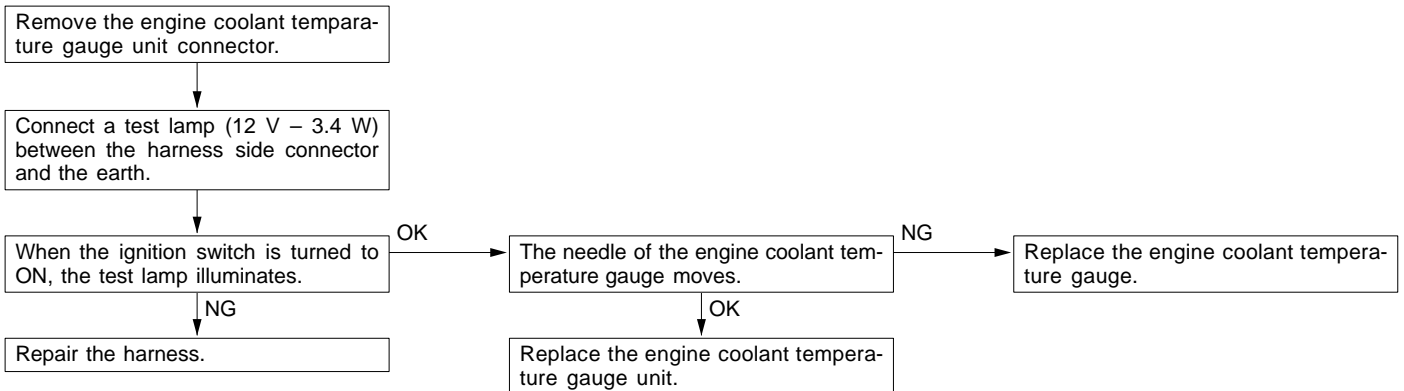 Remove the engine coolant tempara-
ture gauge unit connector.
Connect a test lamp (12 V – 3.4 W)
between the harness side connector
and the earth.
When the ignition switch is turned to
ON, the test lamp illuminates.
OK
The needle of the engine coolant tem-
perature gauge moves.
NG
Replace the engine coolant tempera-
ture gauge.
NG
Repair the harness.
OK
Replace the engine coolant tempera-
ture gauge unit.